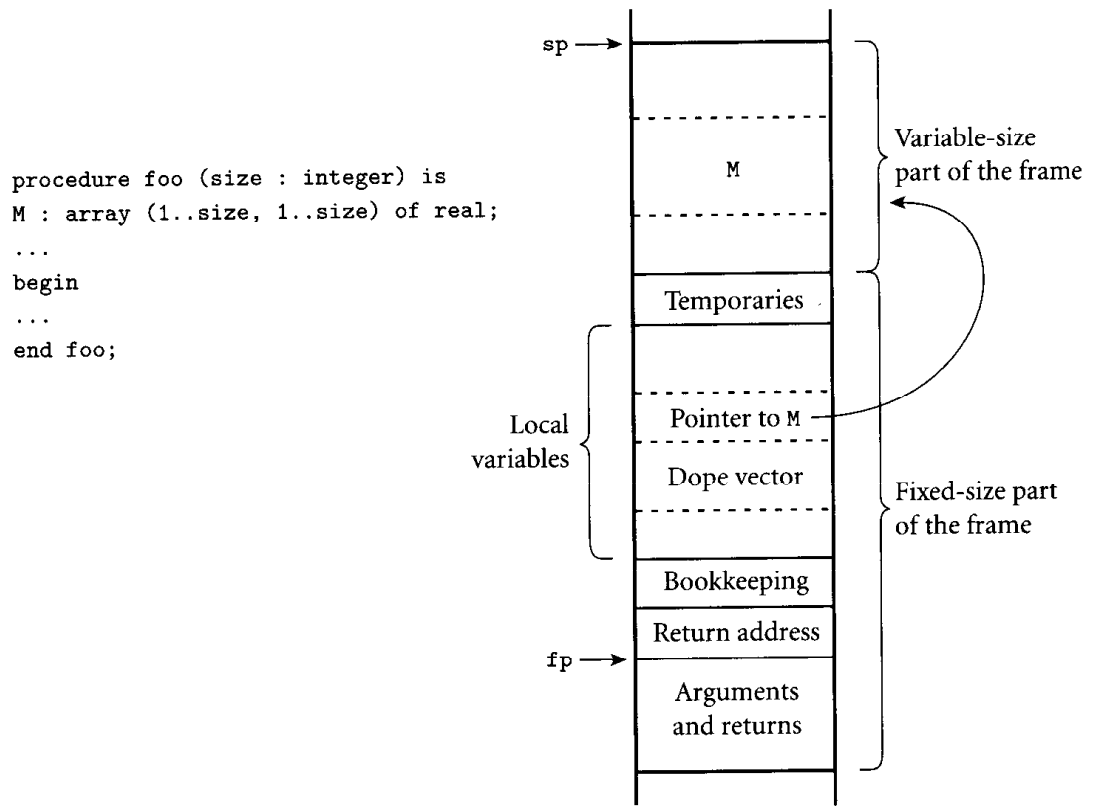 procedure foo (size : integer) is
M : array (1..size, 1..size) of real;
...
begin
...
end foo;
sp
M
Variable-size
part of the frame
Temporaries
Local
variables
Pointer to M
Dope vector
Fixed-size part
of the frame
Bookkeeping
Return address
fp
Arguments
and returns